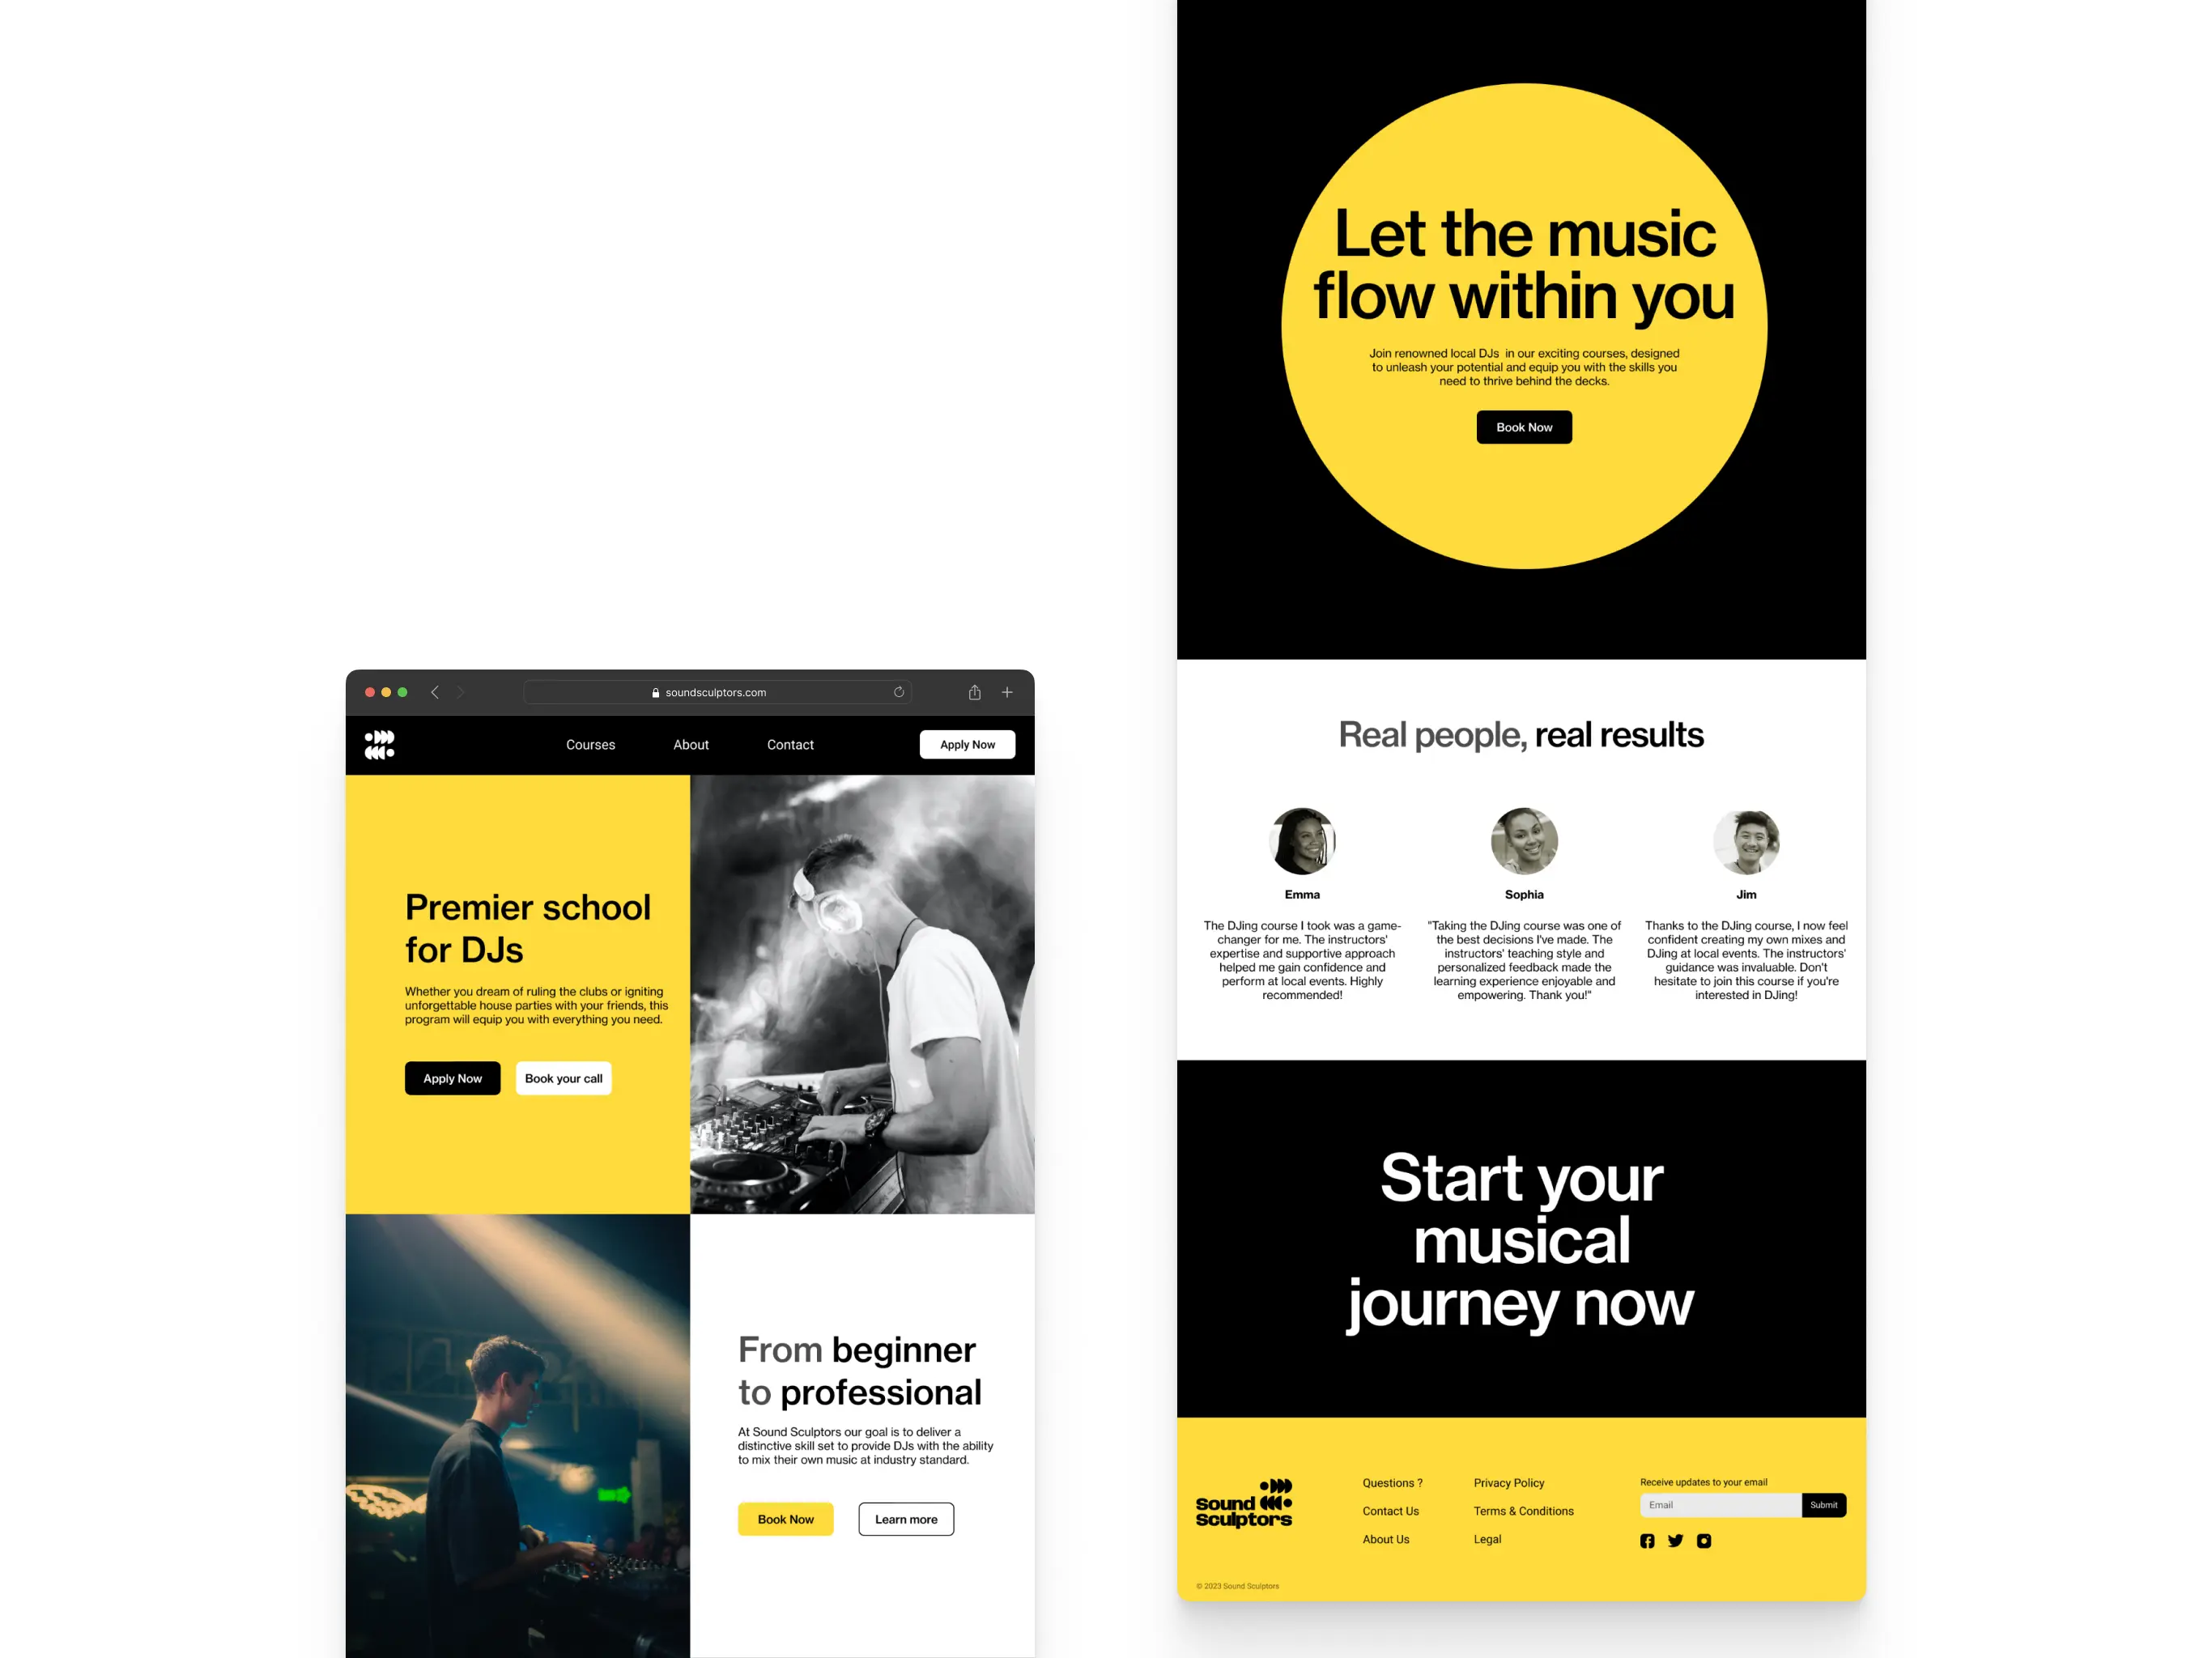 soundsculptors.com
Courses
About
Contact
Apply Now
Premier school
for DJs
Whether you dream of ruling the clubs or igniting
unforgettable house parties with your friends, this
program will equip you with everything you need.
Apply Now
Book your call
From beginner
to professional
At Sound Sculptors our goal is to deliver a
distinctive skill set to provide DJs with the ability
to mix their own music at industry standard.
Book Now
Learn more
Let the music
flow within you
Join renowned local DJs  in our exciting courses, designed
to unleash your potential and equip you with the skills you
need to thrive behind the decks.
Book Now
Real people, real results
Emma
The DJing course I took was a game-
changer for me. The instructors'
expertise and supportive approach
helped me gain confidence and
perform at local events. Highly
recommended!
Sophia
"Taking the DJing course was one of
the best decisions I've made. The
instructors' teaching style and
personalized feedback made the
learning experience enjoyable and
empowering. Thank you!"
Jim
Thanks to the DJing course, I now feel
confident creating my own mixes and
DJing at local events. The instructors'
guidance was invaluable. Don't
hesitate to join this course if you're
interested in DJing!
Start your
musical
journey now
Sound
Sculptors
Questions ?
Contact Us
About Us
Privacy Policy
Terms & Conditions
Legal
Receive updates to your email
Email
Submit
© 2023 Sound Sculptors